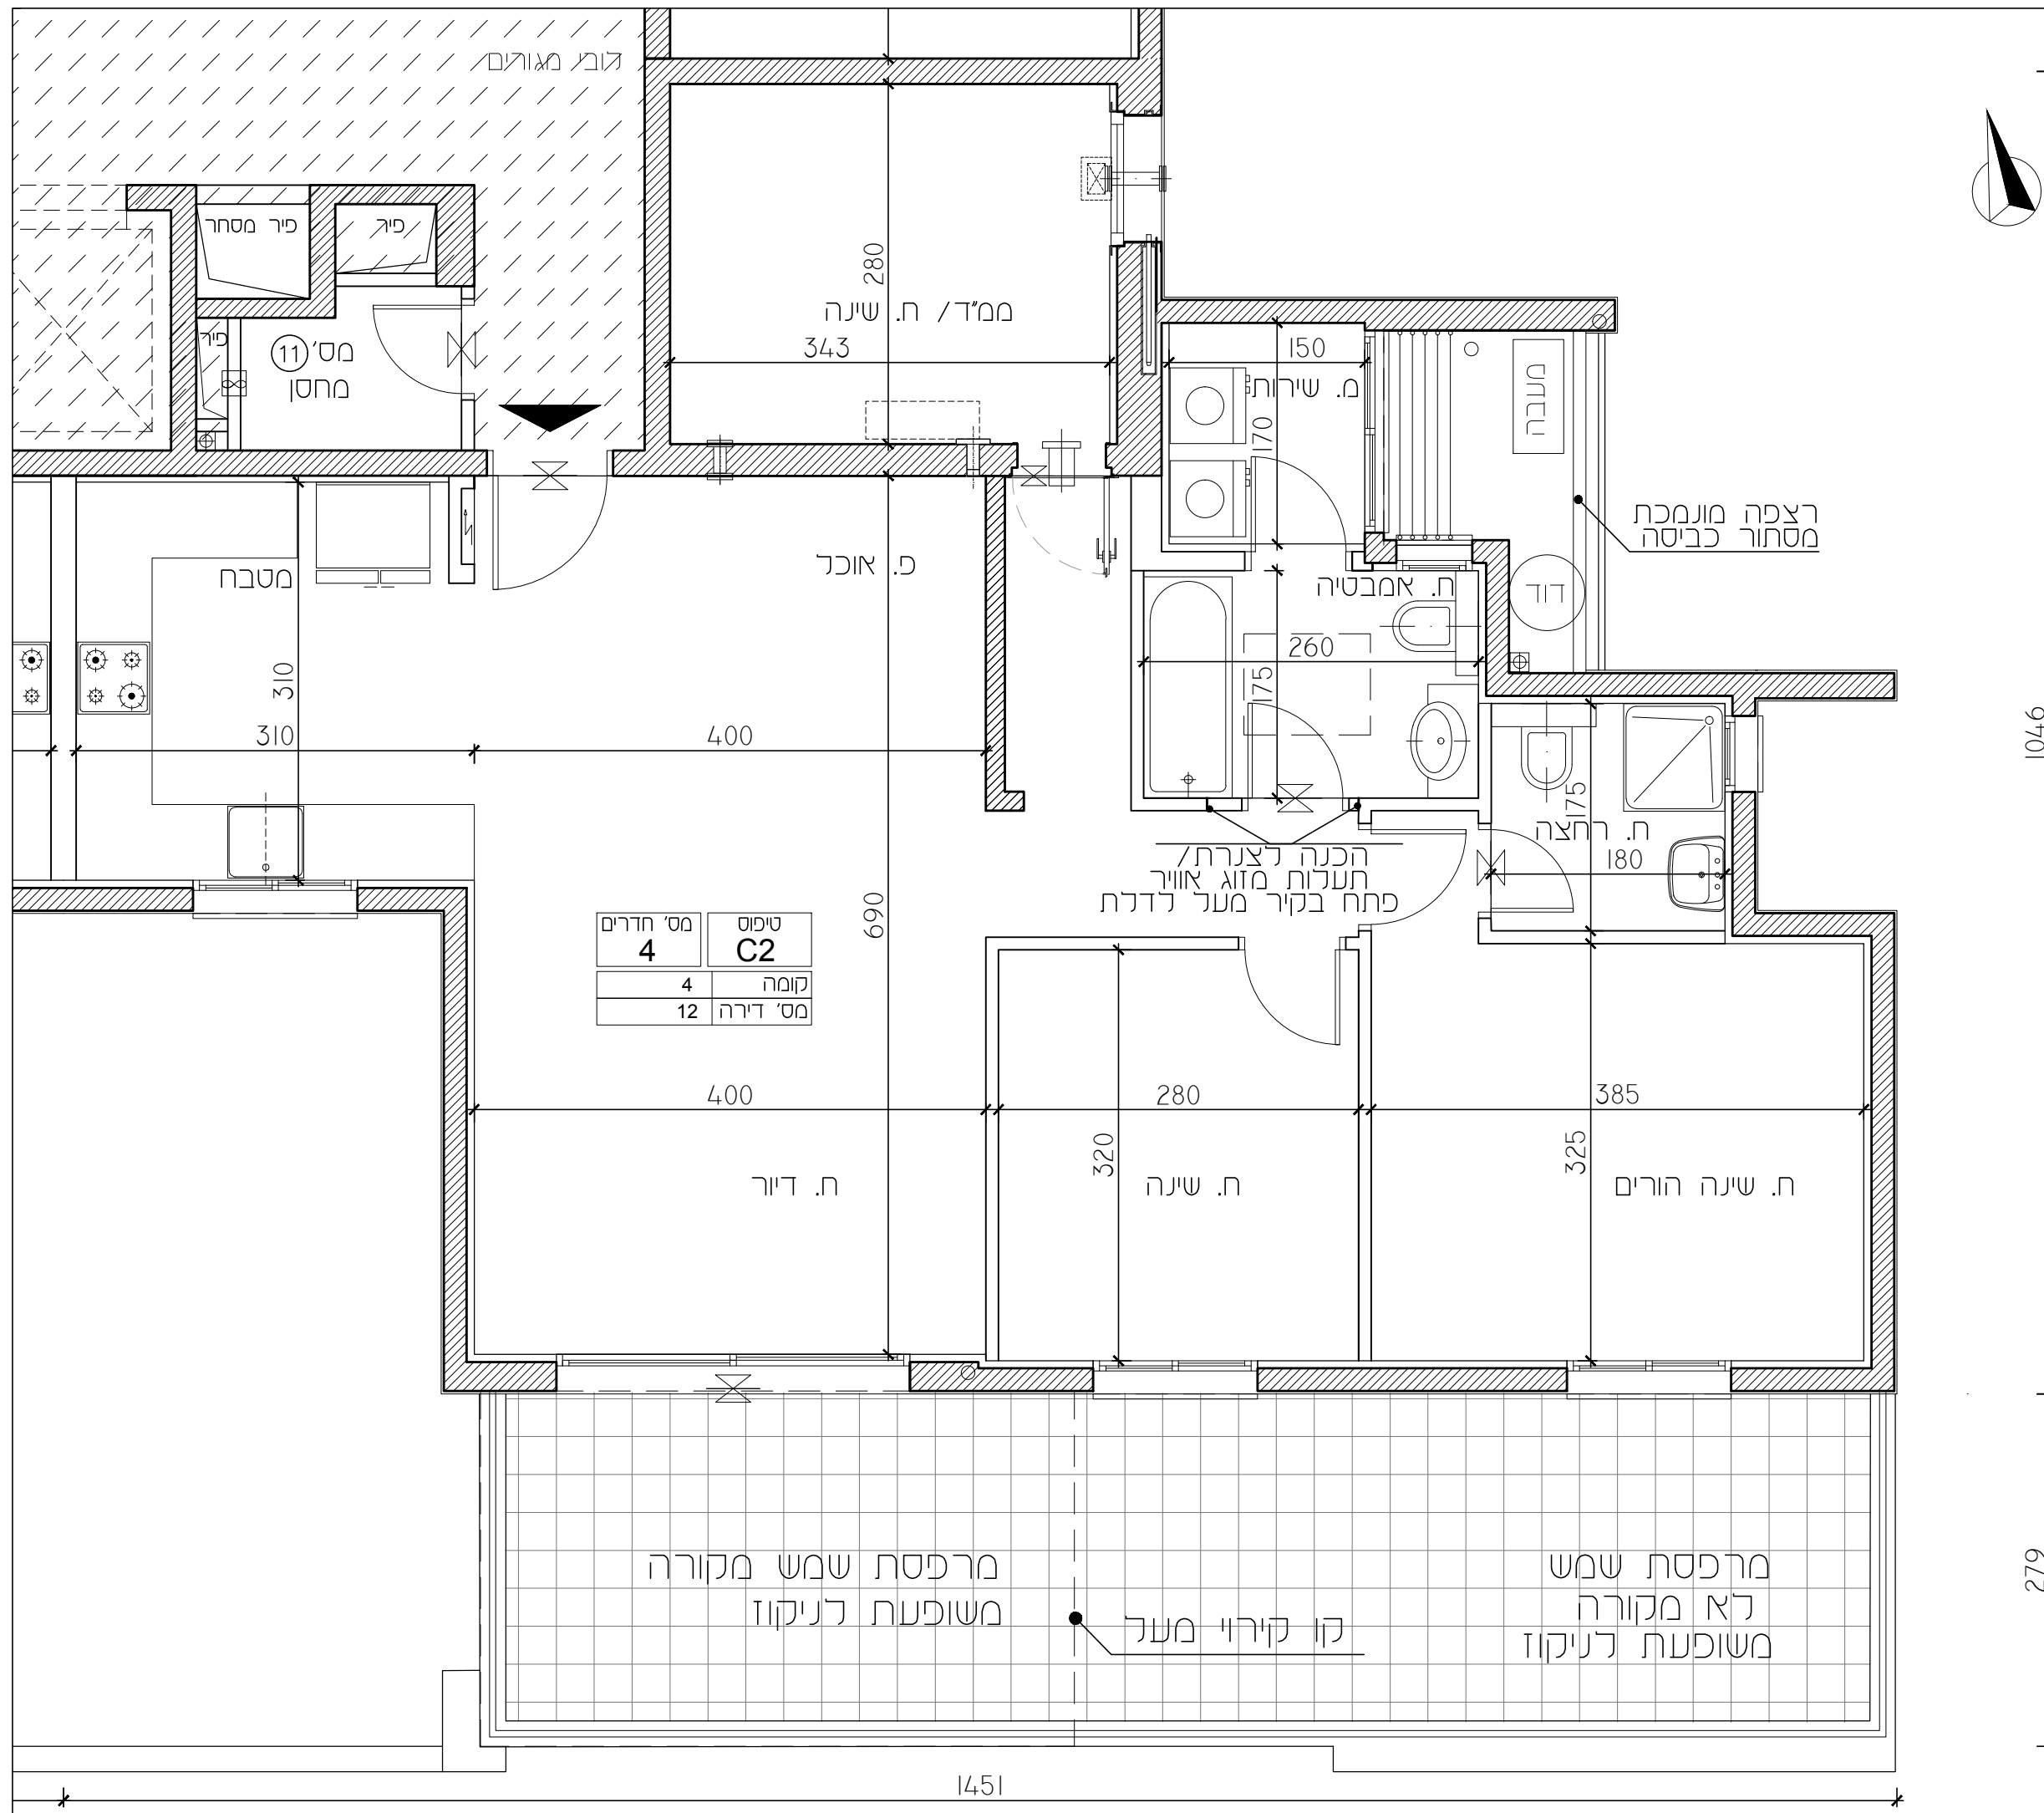 לובי מגורים
פיר מסחר
פיר
פיר
מס' 11
מחסן
280
ממ"ד/ ח. שינה
343
150
מ. שירות
170
מעבה
רצפה מונמכת
מסתור כביסה
דוד
פ. אוכל
מטבח
ח. אמבטיה
260
175
310
310
400
1046
175
ח. רחצה
180
הכנה לצנרת/
תעלות מזוג אוויר
פתח בקיר מעל לדלת
690
טיפוס
C2
מס' חדרים
4
קומה 4
מס' דירה 12
400
280
385
320
325
ח. דיור
ח. שינה
ח. שינה הורים
מרפסת שמש מקורה
משופעת לניקוז
קו קירוי מעל
מרפסת שמש
לא מקורה
משופעת לניקוז
279
1451